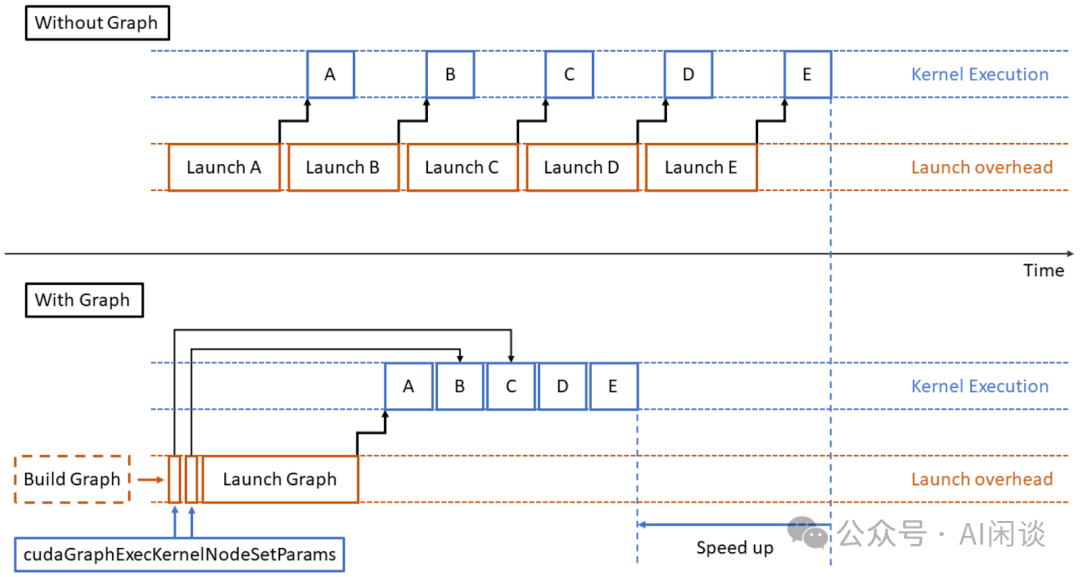 Without Graph
A B C D E Kernel Execution
Launch A Launch B Launch C Launch D Launch E Launch overhead
Time
With Graph
A B C D E Kernel Execution
Build Graph Launch Graph Launch overhead
cudaGraphExecKernelNodeSetParams
Speed up
公众号 · AI闲谈